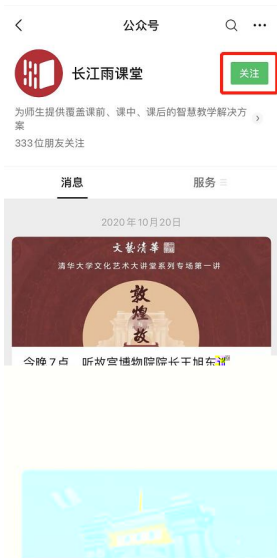 公众号
长江雨课堂
关注
为师生提供覆盖课前、课中、课后的智慧教学解决方
案
333位朋友关注
消息
服务
2020年10月20日
文藝清華
清华大学文化艺术大讲堂系列专场第一讲
敦
煌
故
今晚7点，听故宫博物院院长王旭东